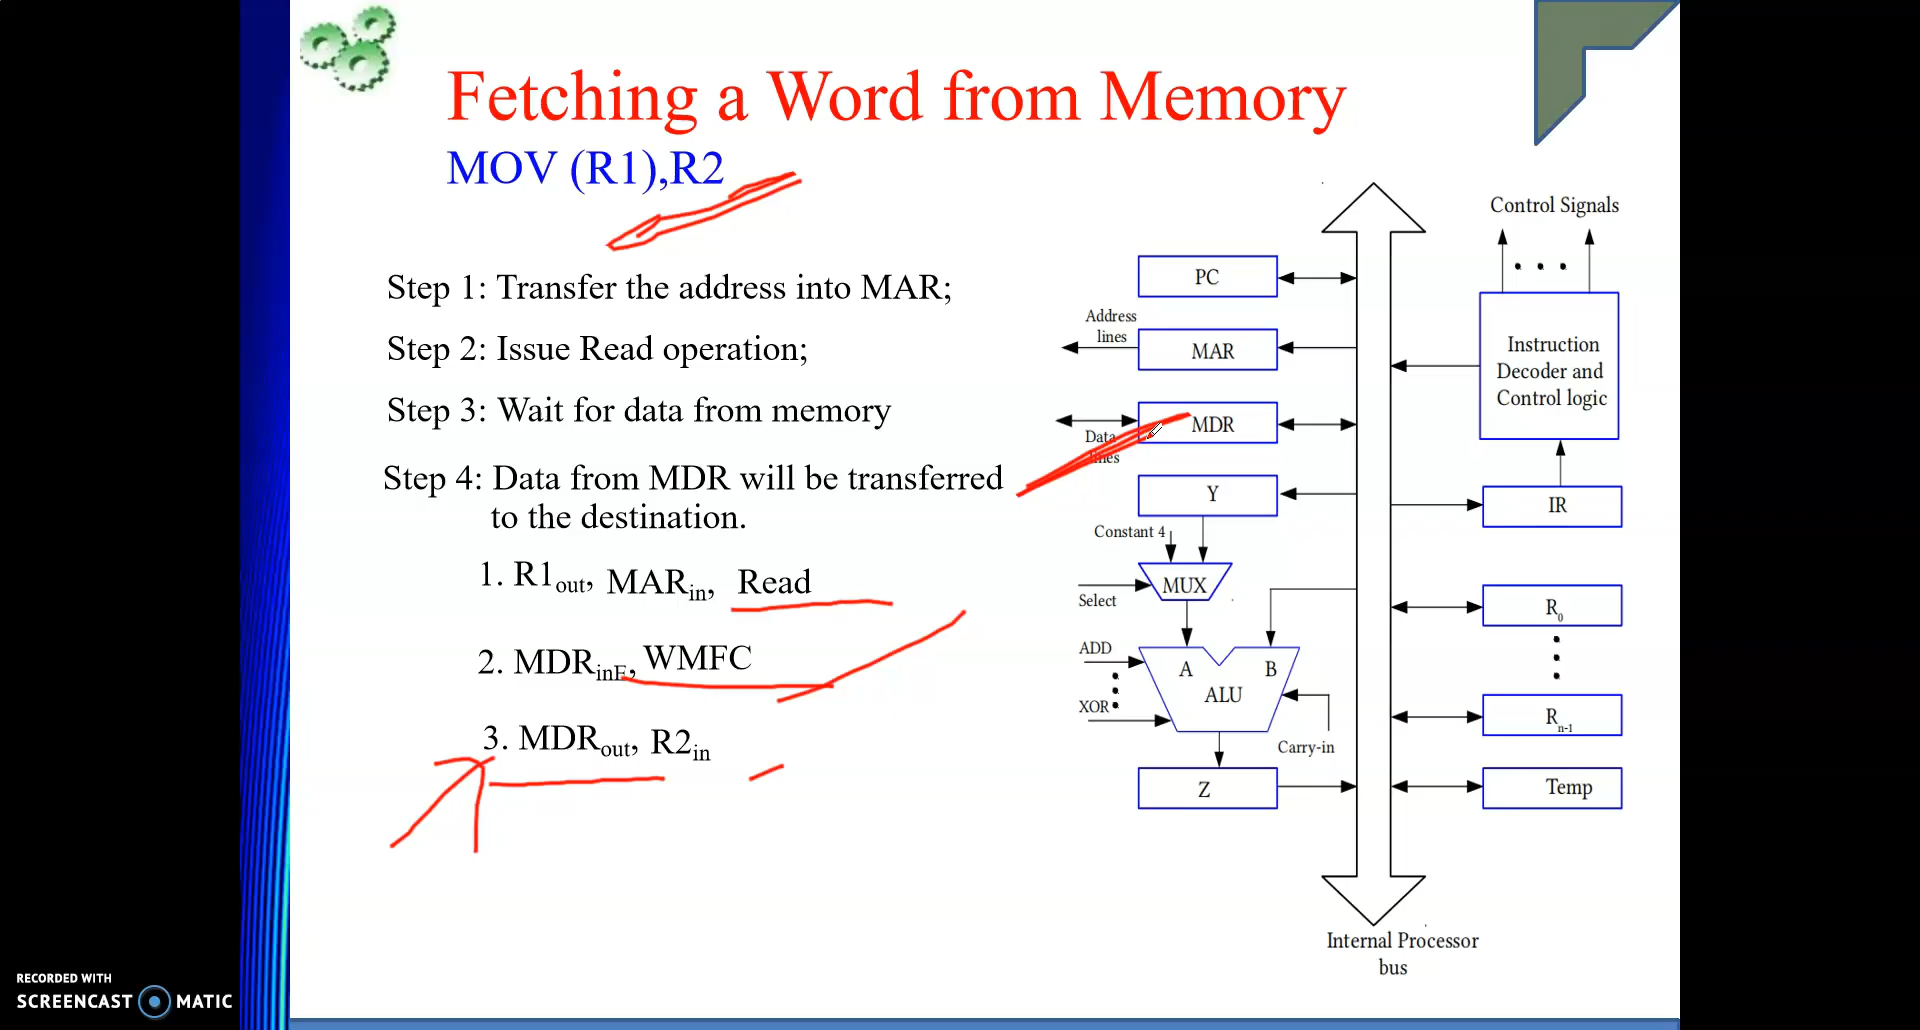 Fetching a Word from Memory
MOV (R1),R2
Step 1: Transfer the address into MAR;
Step 2: Issue Read operation;
Step 3: Wait for data from memory
Step 4: Data from MDR will be transferred
to the destination.
1. R1out, MARin, Read
2. MDRinE, WMFC
3. MDRout, R2in
Control Signals
PC
Address
lines
MAR
Instruction
Decoder and
Control logic
MDR
Data
lines
Y
IR
Constant 4
MUX
Select
R0
ADD
A
B
ALU
XOR
Rn-1
Carry-in
Z
Temp
Internal Processor
bus
RECORDED WITH
SCREENCAST MATIC